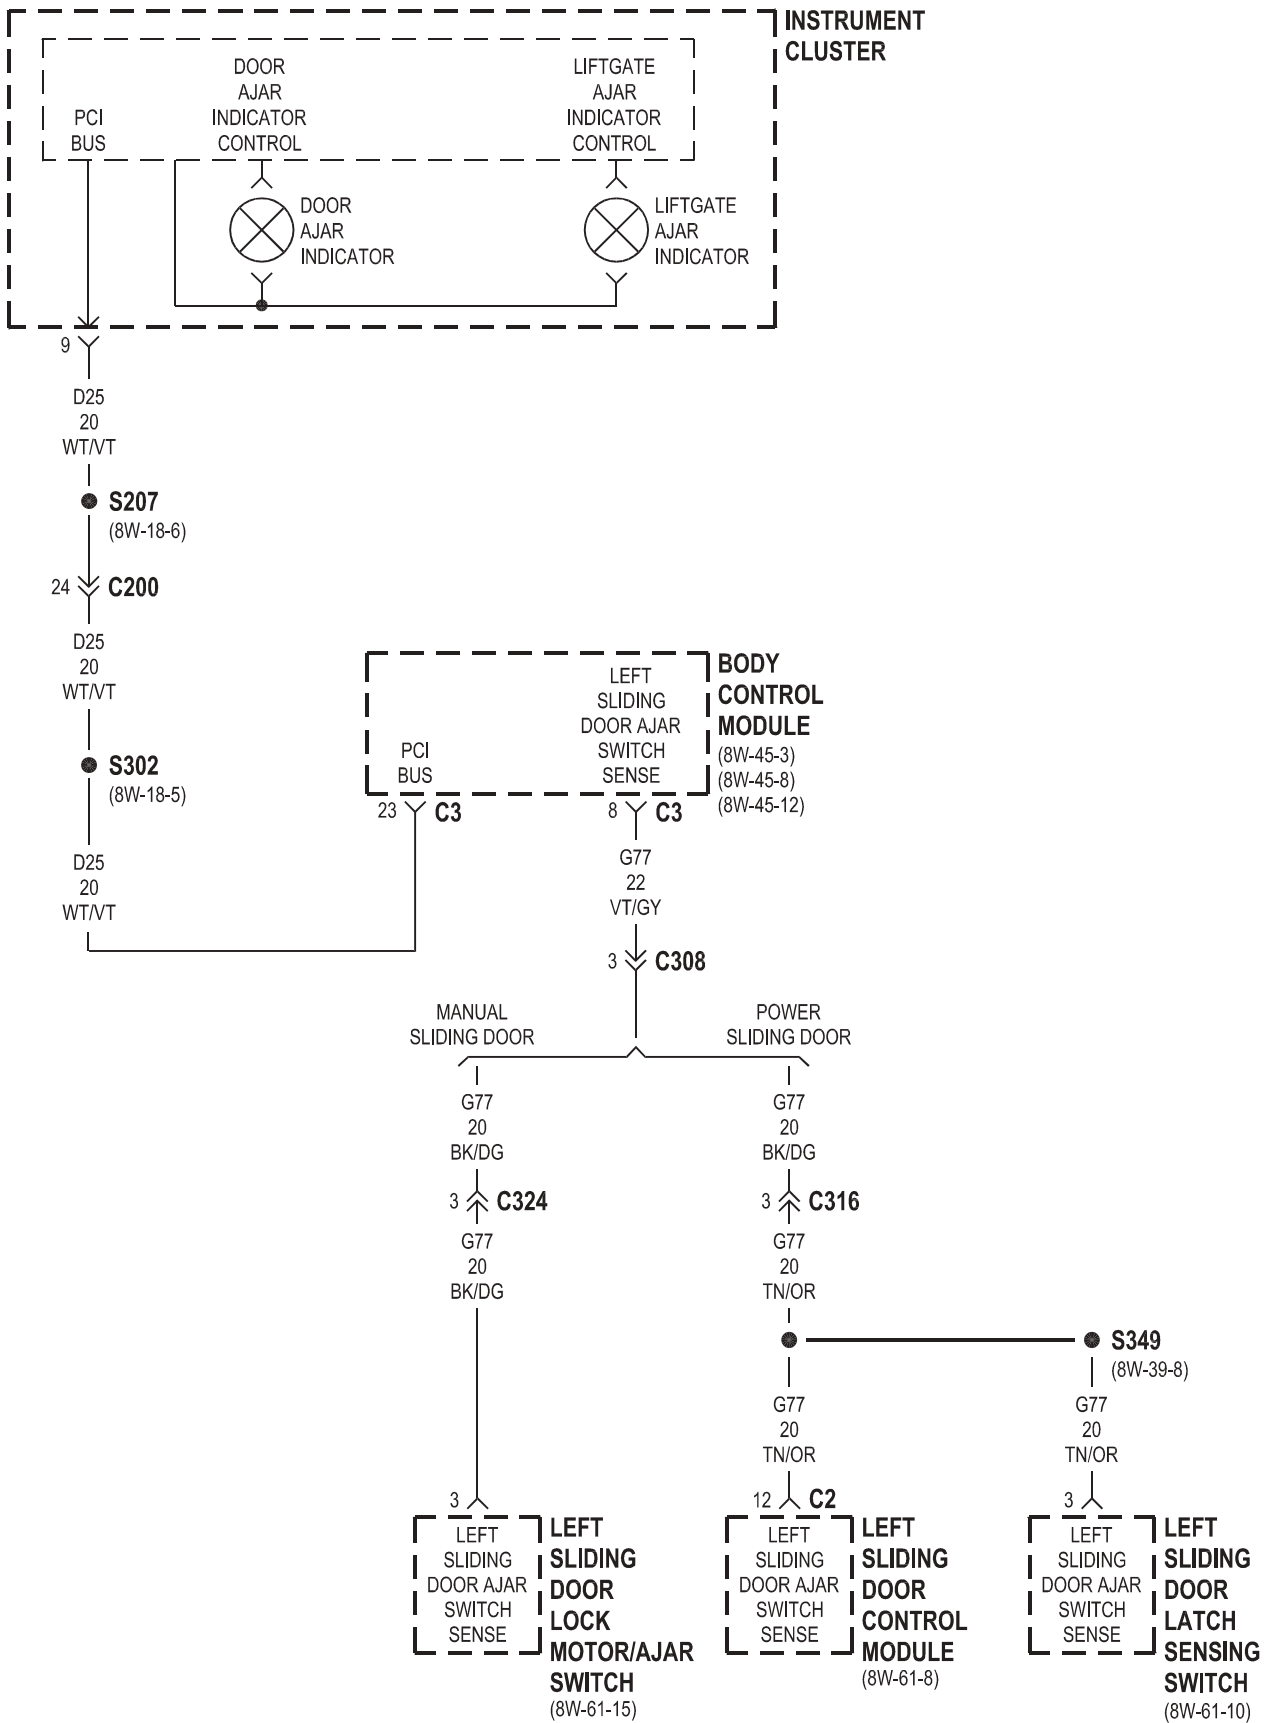 INSTRUMENT
CLUSTER
PCI
BUS
DOOR
AJAR
INDICATOR
CONTROL
LIFTGATE
AJAR
INDICATOR
CONTROL
DOOR
AJAR
INDICATOR
LIFTGATE
AJAR
INDICATOR
9
D25
20
WT/VT
S207
(8W-18-6)
24 C200
D25
20
WT/VT
S302
(8W-18-5)
D25
20
WT/VT
PCI
BUS
LEFT
SLIDING
DOOR AJAR
SWITCH
SENSE
BODY
CONTROL
MODULE
(8W-45-3)
(8W-45-8)
(8W-45-12)
23 C3
8 C3
G77
22
VT/GY
3 C308
MANUAL
SLIDING DOOR
POWER
SLIDING DOOR
G77
20
BK/DG
3 C324
G77
20
BK/DG
G77
20
BK/DG
3 C316
G77
20
TN/OR
S349
(8W-39-8)
G77
20
TN/OR
G77
20
TN/OR
3
LEFT
SLIDING
DOOR AJAR
SWITCH
SENSE
LEFT
SLIDING
DOOR
LOCK
MOTOR/AJAR
SWITCH
(8W-61-15)
12 C2
LEFT
SLIDING
DOOR AJAR
SWITCH
SENSE
LEFT
SLIDING
DOOR
CONTROL
MODULE
(8W-61-8)
3
LEFT
SLIDING
DOOR AJAR
SWITCH
SENSE
LEFT
SLIDING
DOOR
LATCH
SENSING
SWITCH
(8W-61-10)